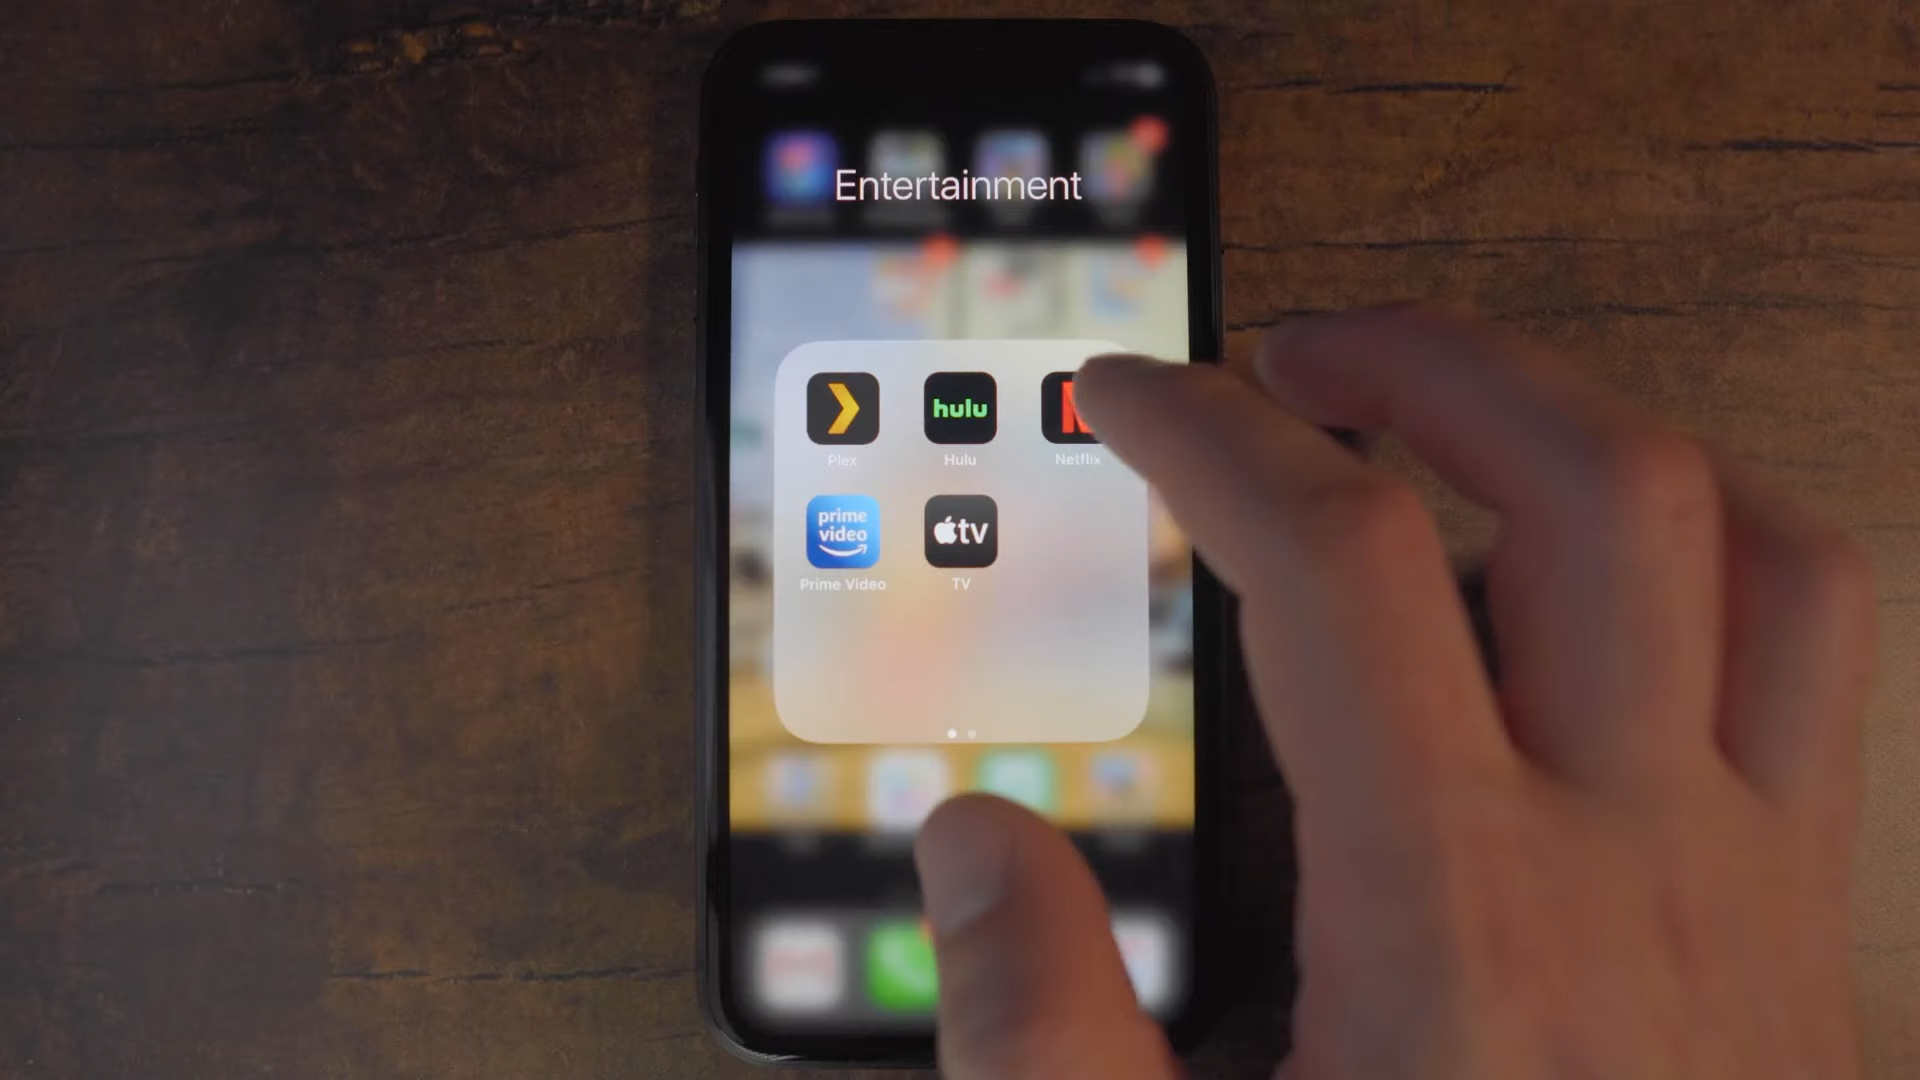 Entertainment
hulu
Plex
Hulu
Netflix
prime
video
tv
Prime Video
TV